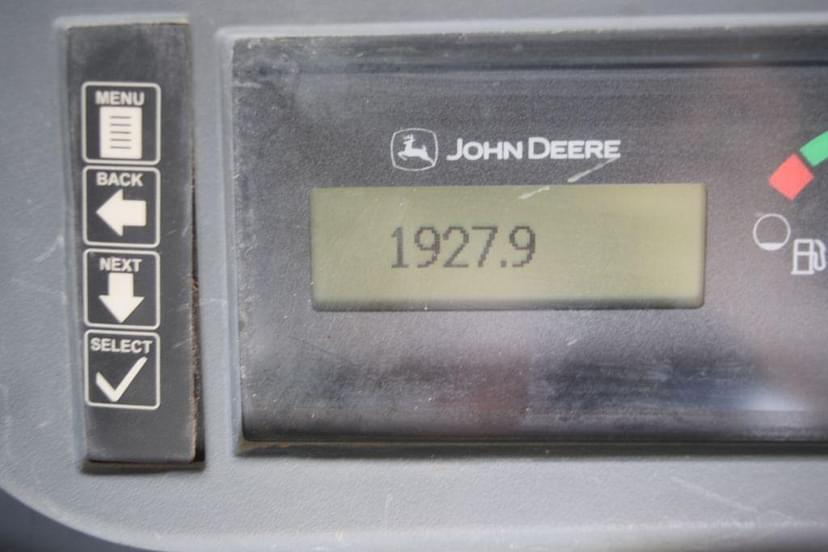 MENU
BACK
NEXT
SELECT
JOHN DEERE
1927.9